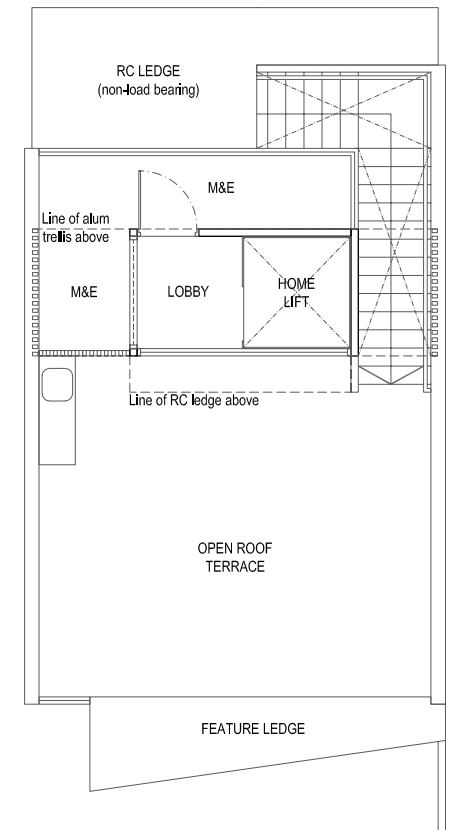 RC LEDGE
(non-load bearing)
M&E
Line of alum
trellis above
M&E
LOBBY
HOME
LIFT
Line of RC ledge above
OPEN ROOF
TERRACE
FEATURE LEDGE